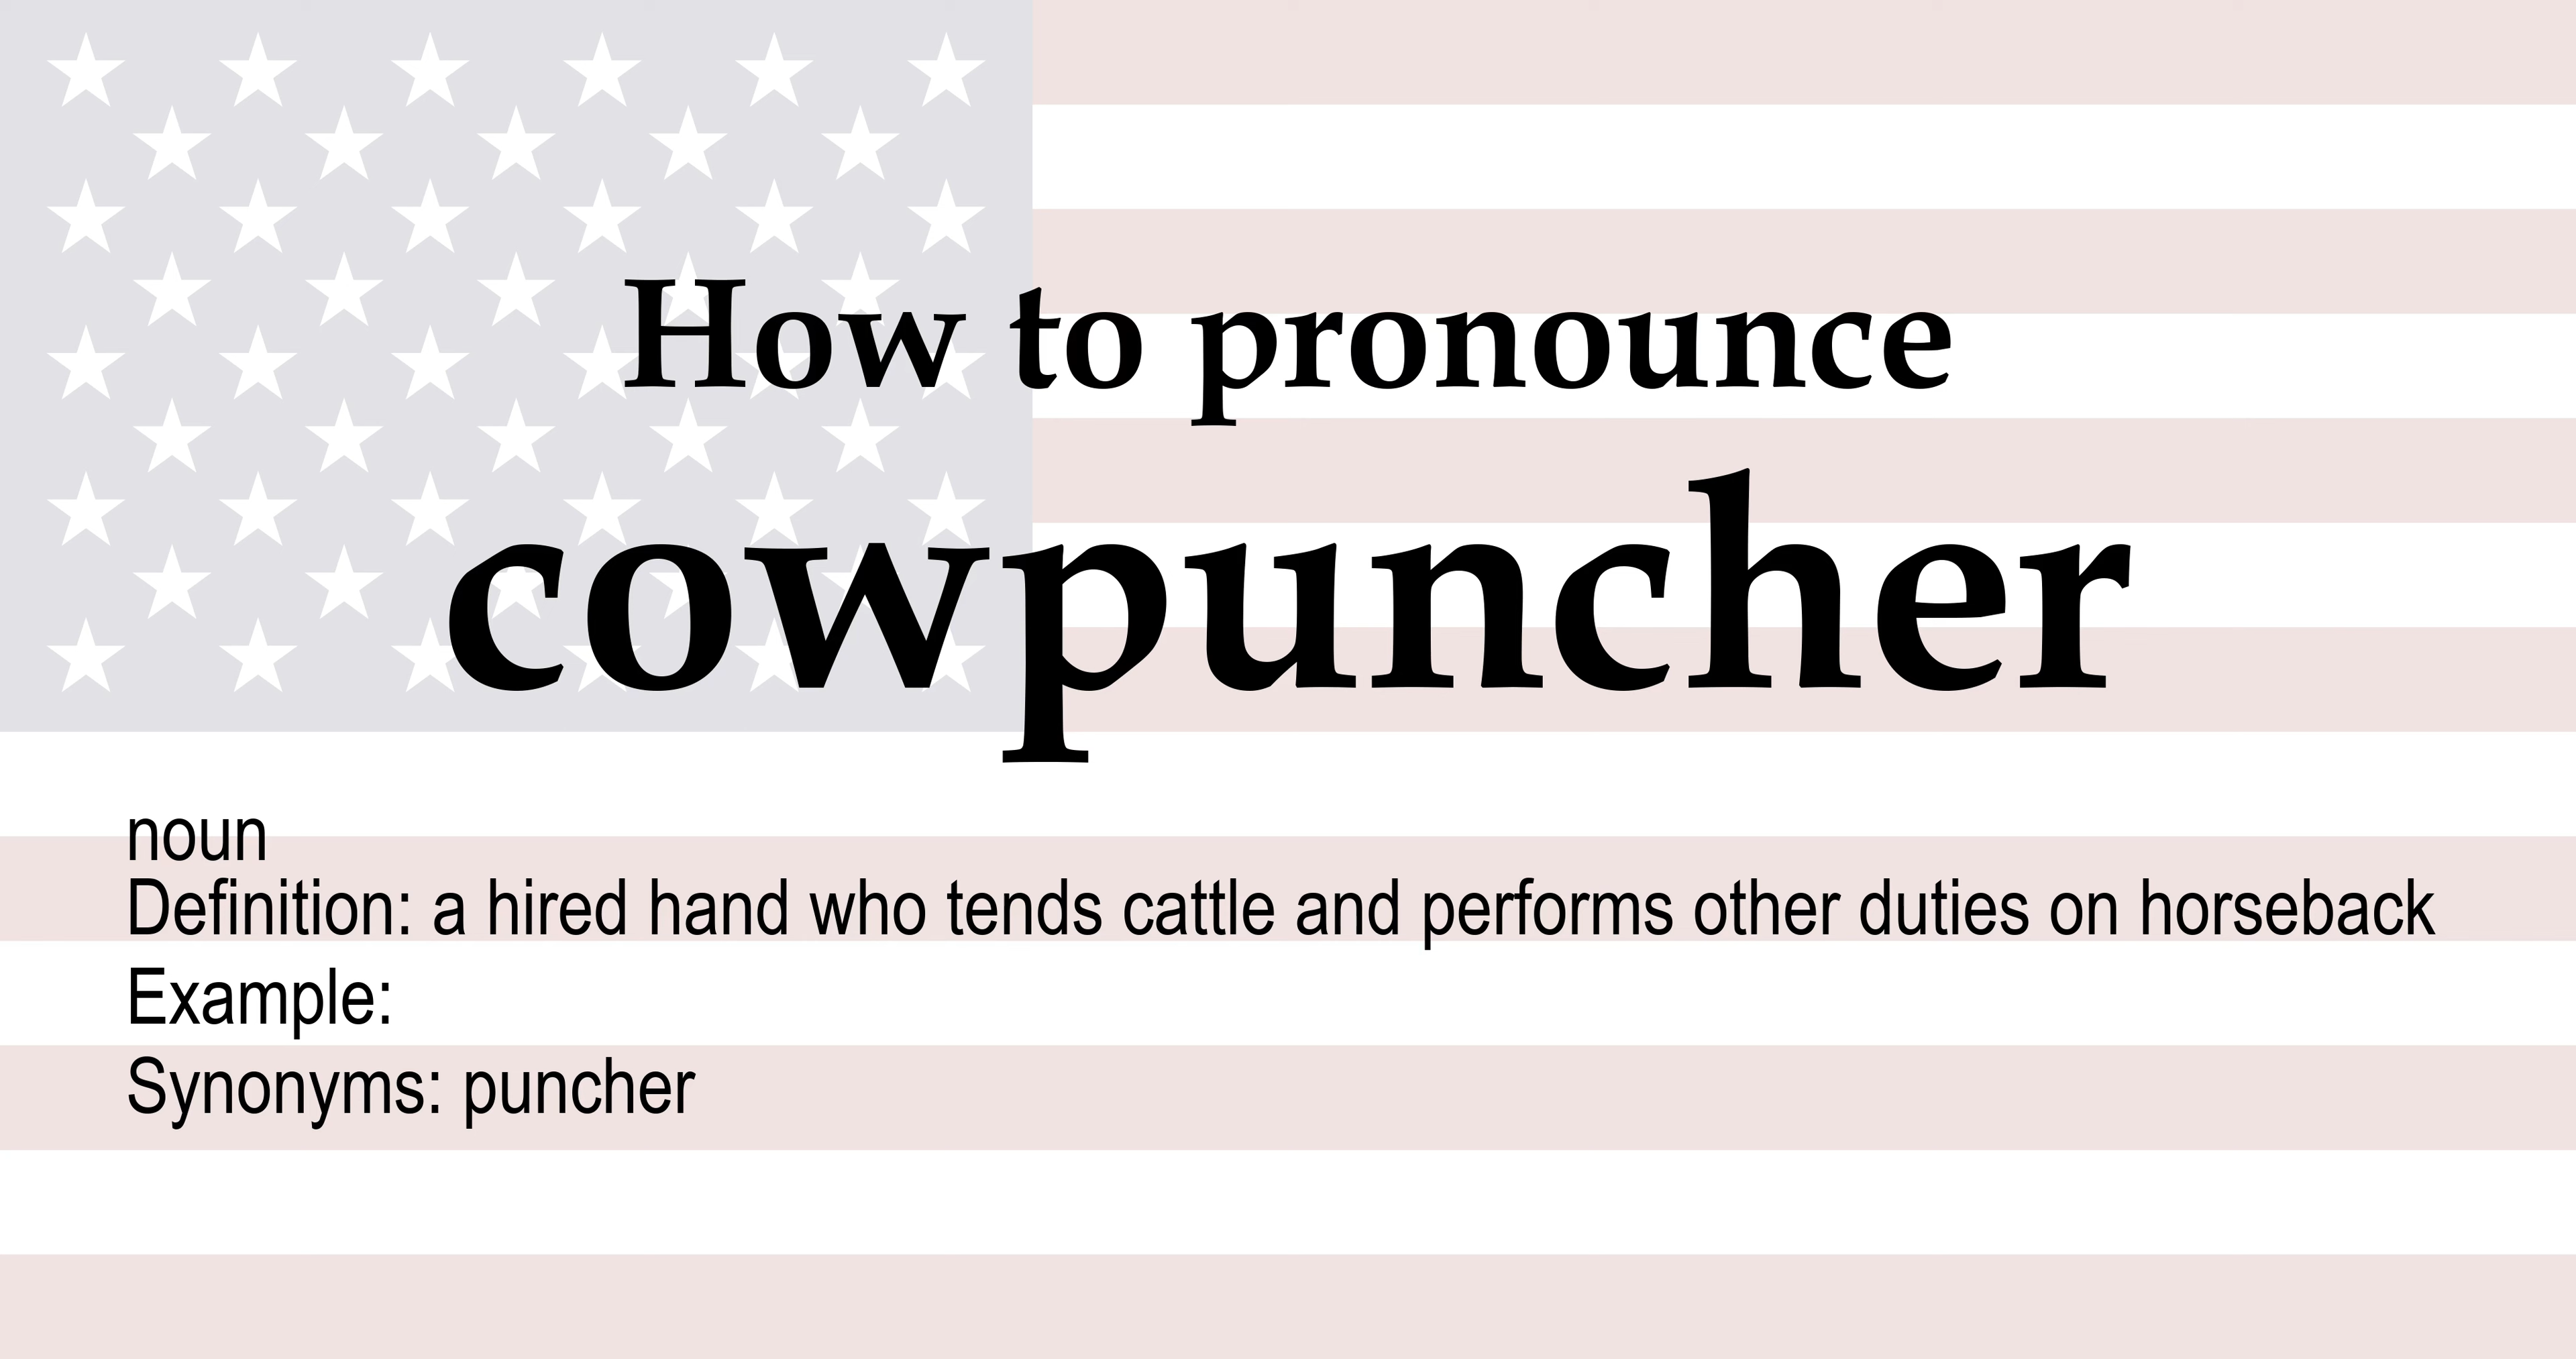 How to pronounce
cowpuncher
noun
Definition: a hired hand who tends cattle and performs other duties on horseback
Example:
Synonyms: puncher